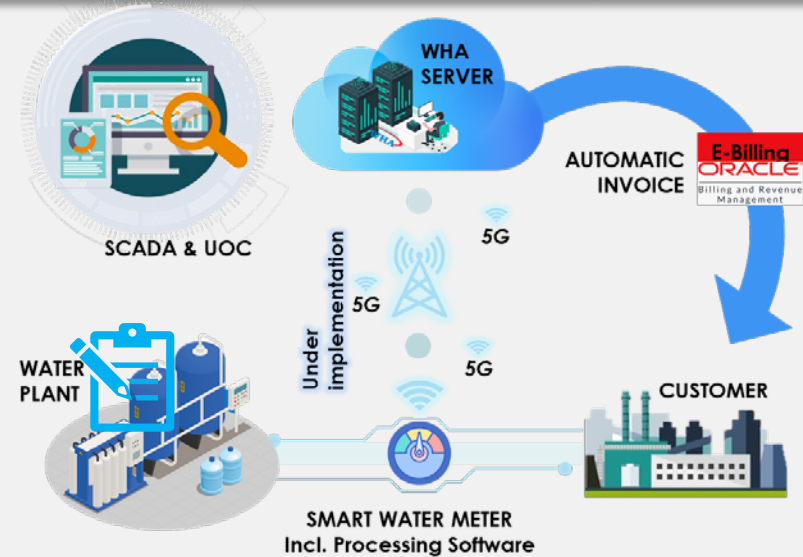 WHA
SERVER
WHA
AUTOMATIC
INVOICE
E-Billing
ORACLE
Billing and Revenue
Management
SCADA & UOC
5G
Under
implementation
5G
5G
WATER
PLANT
CUSTOMER
SMART WATER METER
Incl. Processing Software